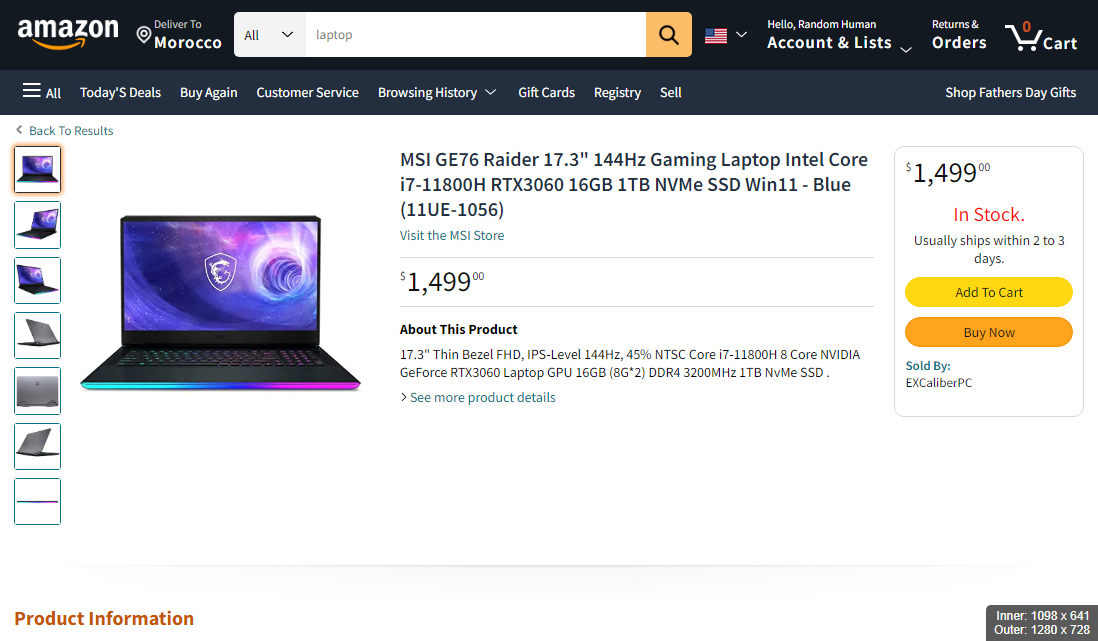 amazon
Deliver To
Morocco
All
laptop
Hello, Random Human
Account & Lists
Returns &
Orders
0
Cart
All
Today'S Deals
Buy Again
Customer Service
Browsing History
Gift Cards
Registry
Sell
Shop Fathers Day Gifts
Back To Results
MSI GE76 Raider 17.3" 144Hz Gaming Laptop Intel Core
i7-11800H RTX3060 16GB 1TB NVMe SSD Win11 - Blue
(11UE-1056)
Visit the MSI Store
$1,49900
About This Product
17.3" Thin Bezel FHD, IPS-Level 144Hz, 45% NTSC Core i7-11800H 8 Core NVIDIA
GeForce RTX3060 Laptop GPU 16GB (8G*2) DDR4 3200MHz 1TB NvMe SSD .
See more product details
$1,49900
In Stock.
Usually ships within 2 to 3
days.
Add To Cart
Buy Now
Sold By:
EXCaliberPC
Product Information
Inner: 1098 x 641
Outer: 1280 x 728